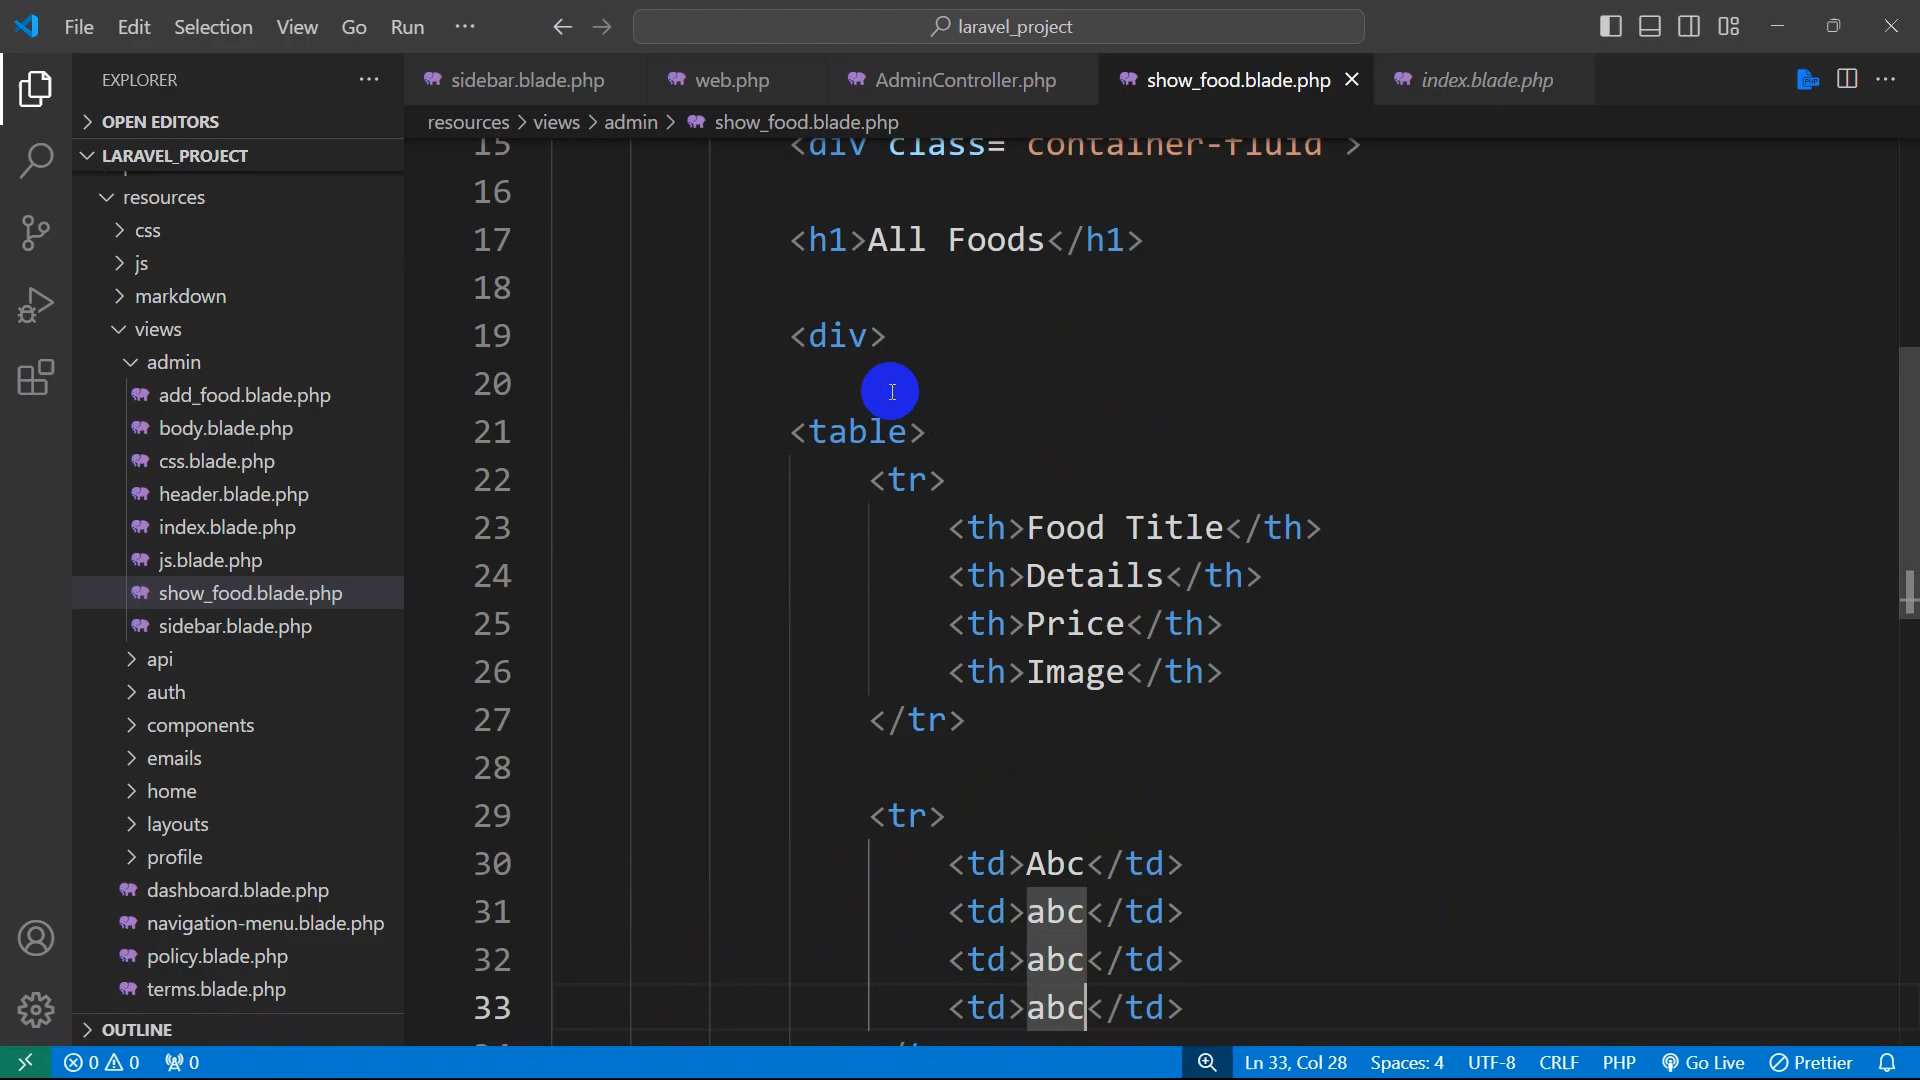 File Edit Selection View Go Run ···
laravel_project
EXPLORER ···
OPEN EDITORS
LARAVEL_PROJECT
resources
css
js
markdown
views
admin
add_food.blade.php
body.blade.php
css.blade.php
header.blade.php
index.blade.php
js.blade.php
show_food.blade.php
sidebar.blade.php
api
auth
components
emails
home
layouts
profile
dashboard.blade.php
navigation-menu.blade.php
policy.blade.php
terms.blade.php
OUTLINE
sidebar.blade.php web.php AdminController.php show_food.blade.php index.blade.php
resources > views > admin > show_food.blade.php
15 <div class= container-fluid >
16
17 <h1>All Foods</h1>
18
19 <div>
20
21 <table>
22 <tr>
23 <th>Food Title</th>
24 <th>Details</th>
25 <th>Price</th>
26 <th>Image</th>
27 </tr>
28
29 <tr>
30 <td>Abc</td>
31 <td>abc</td>
32 <td>abc</td>
33 <td>abc</td>
0 0 0 Ln 33, Col 28 Spaces: 4 UTF-8 CRLF PHP Go Live Prettier